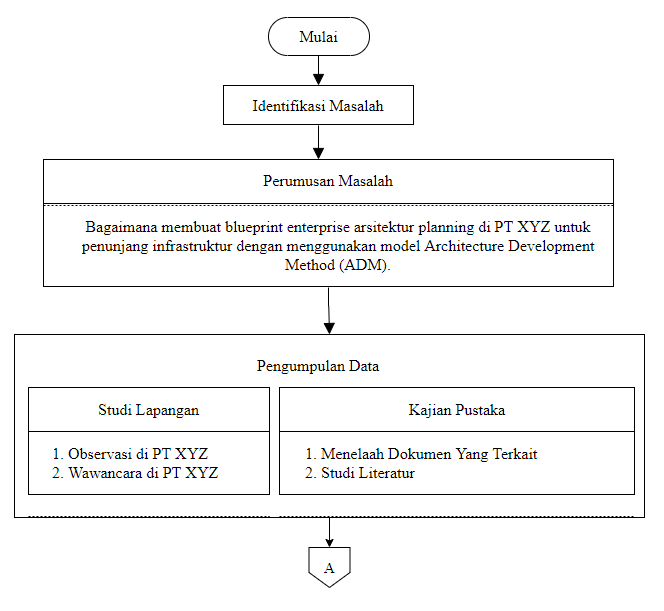 Mulai
Identifikasi Masalah
Perumusan Masalah
Bagaimana membuat blueprint enterprise arsitektur planning di PT XYZ untuk
penunjang infrastruktur dengan menggunakan model Architecture Development
Method (ADM).
Pengumpulan Data
Studi Lapangan
1. Observasi di PT XYZ
2. Wawancara di PT XYZ
Kajian Pustaka
1. Menelaah Dokumen Yang Terkait
2. Studi Literatur
A